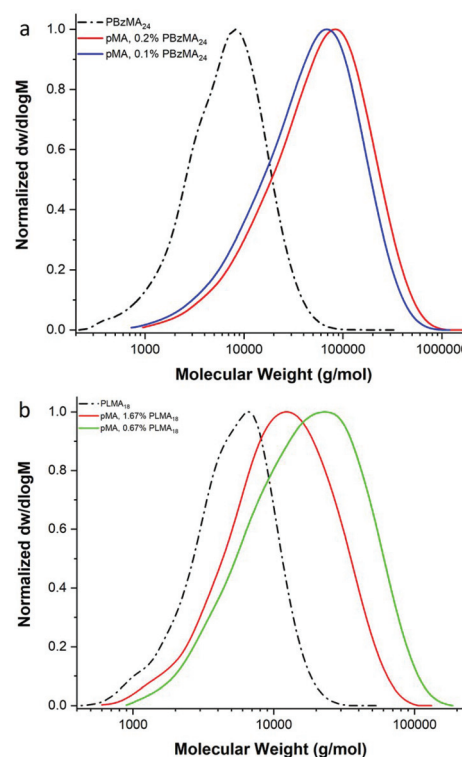 a
PBzMA24
pMA, 0.2% PBzMA24
pMA, 0.1% PBzMA24
Normalized dw/dlogM
1.0
0.8
0.6
0.4
0.2
0.0
1000 10000 100000 1000000
Molecular Weight (g/mol)
b
PLMA18
pMA, 1.67% PLMA18
pMA, 0.67% PLMA18
Normalized dw/dlogM
1.0
0.8
0.6
0.4
0.2
0.0
1000 10000 100000
Molecular Weight (g/mol)